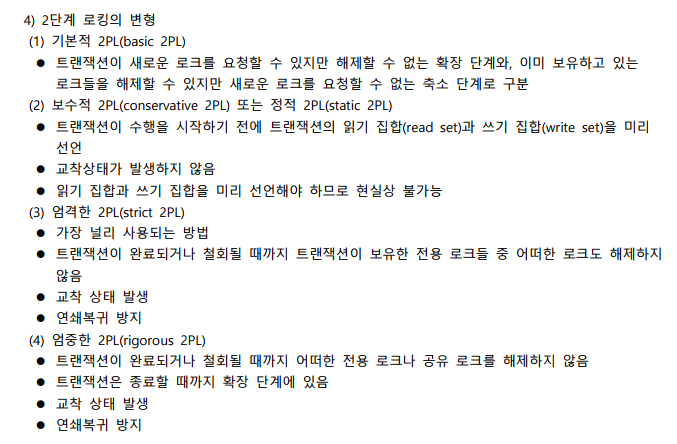 4) 2단계 로킹의 변형
(1) 기본적 2PL(basic 2PL)
● 트랜잭션이 새로운 로크를 요청할 수 있지만 해제할 수 없는 확장 단계와, 이미 보유하고 있는
로크들을 해제할 수 있지만 새로운 로크를 요청할 수 없는 축소 단계로 구분
(2) 보수적 2PL(conservative 2PL) 또는 정적 2PL(static 2PL)
● 트랜잭션이 수행을 시작하기 전에 트랜잭션의 읽기 집합(read set)과 쓰기 집합(write set)을 미리
선언
● 교착상태가 발생하지 않음
● 읽기 집합과 쓰기 집합을 미리 선언해야 하므로 현실상 불가능
(3) 엄격한 2PL(strict 2PL)
● 가장 널리 사용되는 방법
● 트랜잭션이 완료되거나 철회될 때까지 트랜잭션이 보유한 전용 로크들 중 어떠한 로크도 해제하지
않음
● 교착 상태 발생
● 연쇄복귀 방지
(4) 엄중한 2PL(rigorous 2PL)
● 트랜잭션이 완료되거나 철회될 때까지 어떠한 전용 로크나 공유 로크를 해제하지 않음
● 트랜잭션은 종료할 때까지 확장 단계에 있음
● 교착 상태 발생
● 연쇄복귀 방지